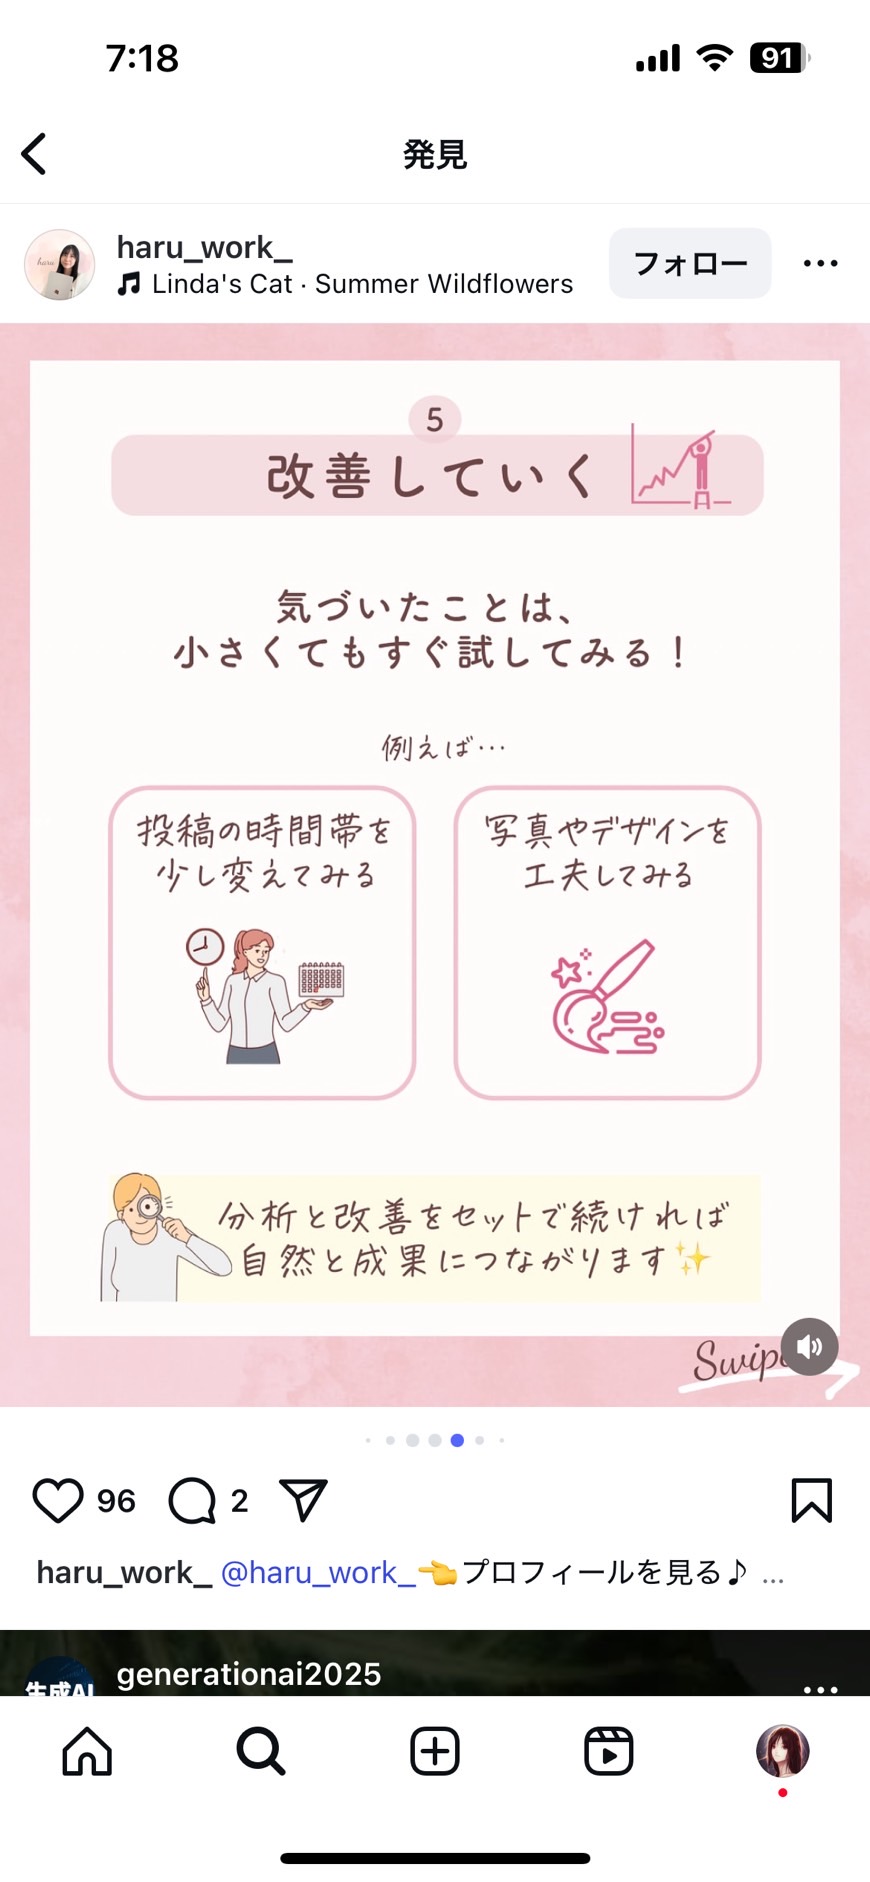 7:18
91
発見
haru
haru_work_
Linda's Cat · Summer Wildflowers
フォロー
5
改善していく
気づいたことは、
小さくてもすぐ試してみる！
例えば…
投稿の時間帯を
少し変えてみる
写真やデザインを
工夫してみる
分析と改善をセットで続ければ
自然と成果につながります✨
96
2
haru_work_ @haru_work_👈プロフィールを見る♪ ...
generationai2025
生成AI